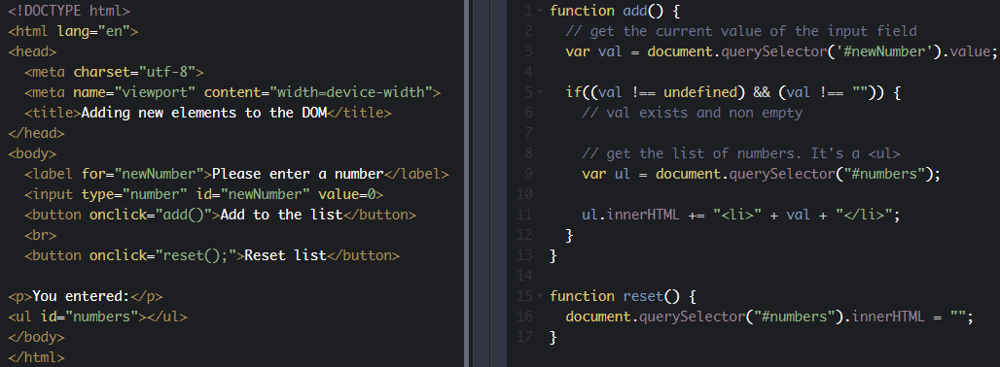 <!DOCTYPE html>
<html lang="en">
<head>
  <meta charset="utf-8">
  <meta name="viewport" content="width=device-width">
  <title>Adding new elements to the DOM</title>
</head>
<body>
  <label for="newNumber">Please enter a number</label>
  <input type="number" id="newNumber" value=0>
  <button onclick="add()">Add to the list</button>
  <br>
  <button onclick="reset();">Reset list</button>

<p>You entered:</p>
<ul id="numbers"></ul>
</body>
</html>
1 function add() {
2   // get the current value of the input field
3   var val = document.querySelector('#newNumber').value;
4
5   if((val !== undefined) && (val !== "")) {
6     // val exists and non empty
7
8     // get the list of numbers. It's a <ul>
9     var ul = document.querySelector("#numbers");
10
11     ul.innerHTML += "<li>" + val + "</li>";
12   }
13 }
14
15 function reset() {
16   document.querySelector("#numbers").innerHTML = "";
17 }